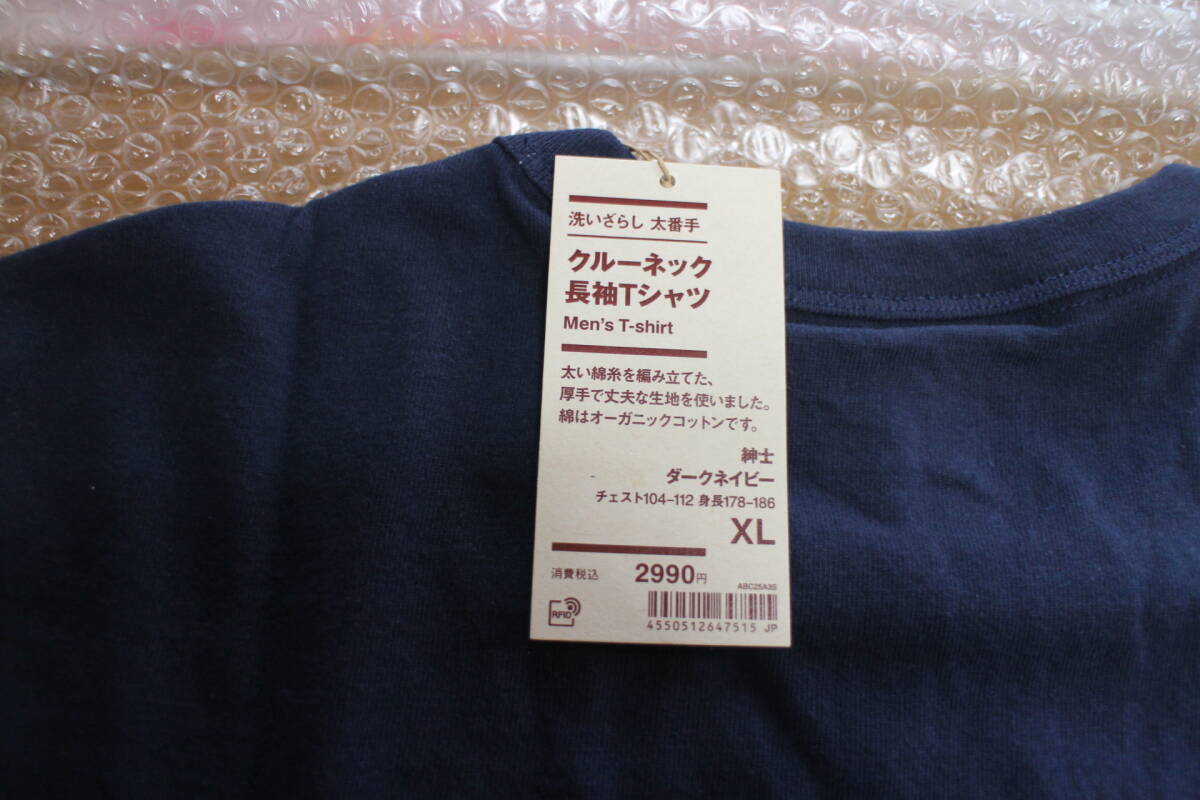 洗いざらし 太番手
クルーネック
長袖Tシャツ
Men's T-shirt
太い綿糸を編み立てた、
厚手で丈夫な生地を使いました。
綿はオーガニックコットンです。
紳士
ダークネイビー
チェスト104-112 身長178-186
XL
消費税込 2990円
ABC25A3S
RFID
4550512647515 JP